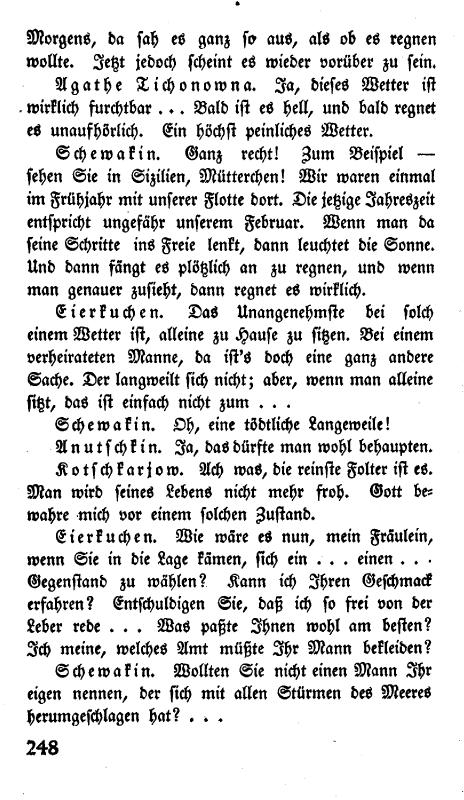 Morgens, da sah es ganz so aus, als ob es regnen
wollte. Jetzt jedoch scheint es wieder vorüber zu sein.
Agathe Tichonowna. Ja, dieses Wetter ist
wirklich furchtbar ... Bald ist es hell, und bald regnet
es unaufhörlich. Ein höchst peinliches Wetter.
Schewakin. Ganz recht! Zum Beispiel —
sehen Sie in Sizilien, Mütterchen! Wir waren einmal
im Frühjahr mit unserer Flotte dort. Die jetzige Jahreszeit
entspricht ungefähr unserem Februar. Wenn man da
seine Schritte ins Freie lenkt, dann leuchtet die Sonne.
Und dann fängt es plötzlich an zu regnen, und wenn
man genauer zusieht, dann regnet es wirklich.
Eierkuchen. Das Unangenehmste bei solch
einem Wetter ist, alleine zu Hause zu sitzen. Bei einem
verheirateten Manne, da ist's doch eine ganz andere
Sache. Der langweilt sich nicht; aber, wenn man alleine
sitzt, das ist einfach nicht zum ...
Schewakin. Oh, eine tödtliche Langeweile!
Anutschkin. Ja, das dürfte man wohl behaupten.
Kotschkarjow. Ach was, die reinste Folter ist es.
Man wird seines Lebens nicht mehr froh. Gott be-
wahre mich vor einem solchen Zustand.
Eierkuchen. Wie wäre es nun, mein Fräulein,
wenn Sie in die Lage kämen, sich ein ... einen ...
Gegenstand zu wählen? Kann ich Ihren Geschmack
erfahren? Entschuldigen Sie, daß ich so frei von der
Leber rede ... Was paßte Ihnen wohl am besten?
Ich meine, welches Amt müßte Ihr Mann bekleiden?
Schewakin. Wollten Sie nicht einen Mann Ihr
eigen nennen, der sich mit allen Stürmen des Meeres
herumgeschlagen hat? ...
248